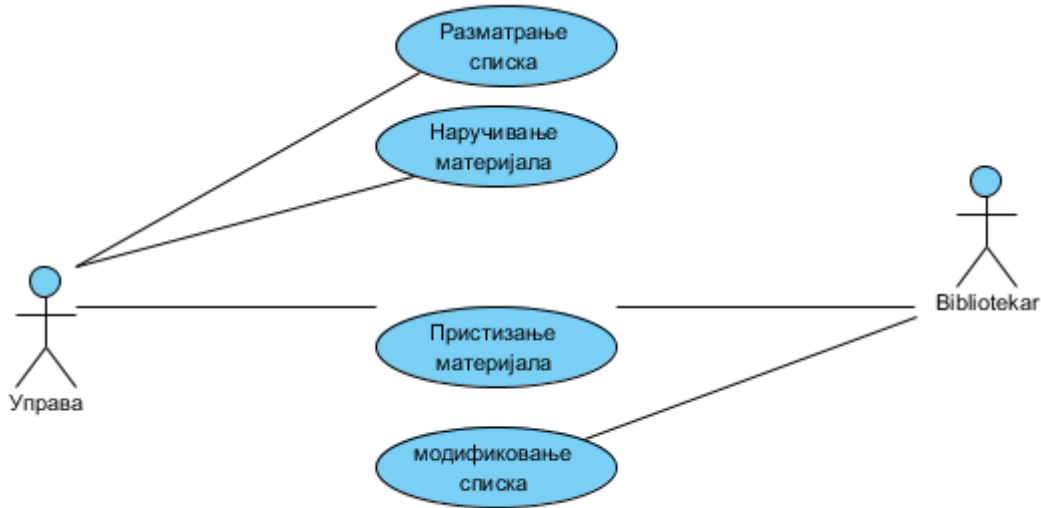 Разматрање
списка
Наручивање
материјала
Bibliotekar
Пристизање
материјала
Управа
модификовање
списка